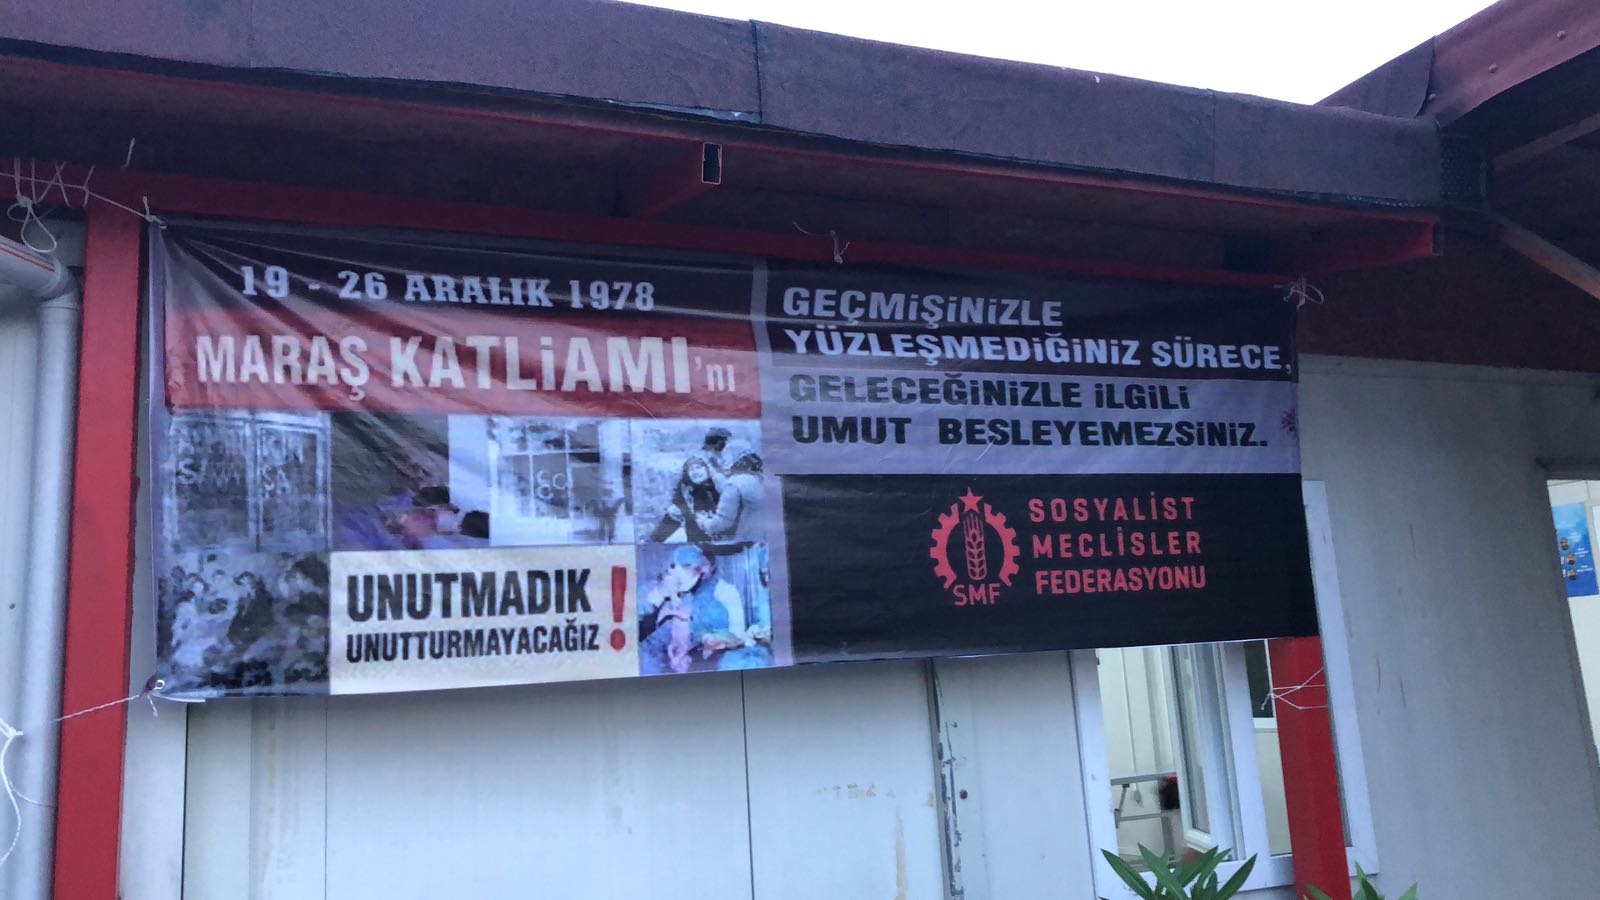 19 - 26 ARALIK 1978
MARAŞ KATLİAMI'nı
UNUTMADIK
UNUTTURMAYACAĞIZ !
GEÇMİŞİNİZLE
YÜZLEŞMEDİĞİNİZ SÜRECE,
GELECEĞİNİZLE İLGİLİ
UMUT BESLEYEMEZSİNİZ.
SMF
SOSYALİST
MECLİSLER
FEDERASYONU